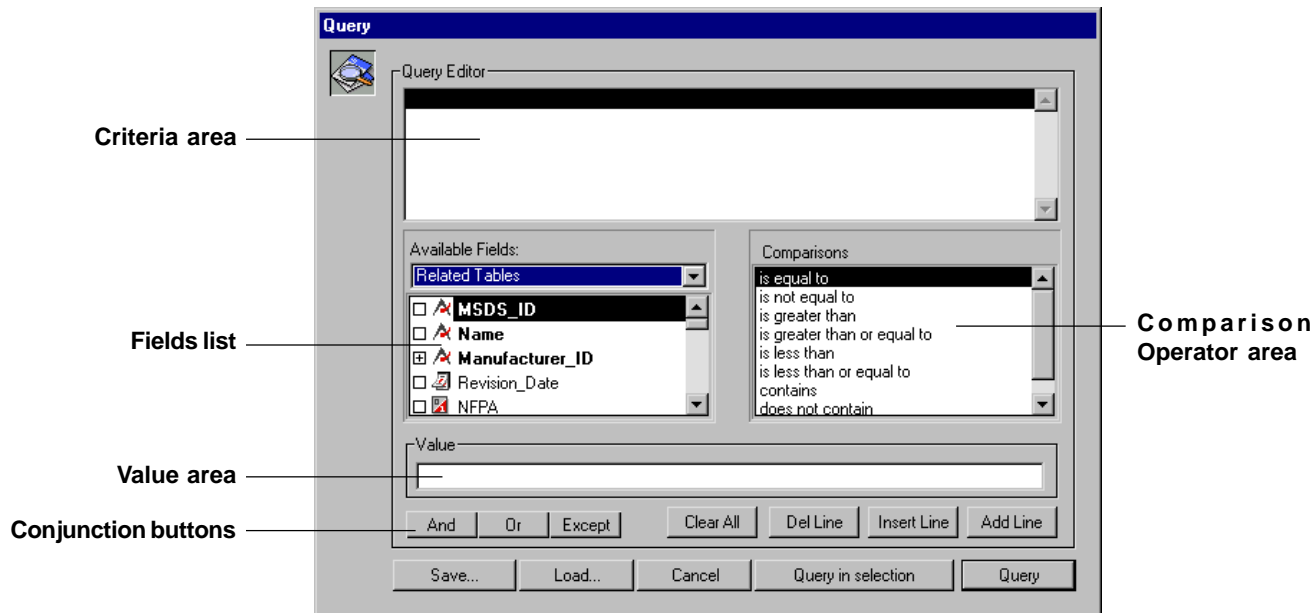 Query
Query Editor
Criteria area
Available Fields:
Related Tables
MSDS_ID
Name
Manufacturer_ID
Revision_Date
NFPA
Fields list
Comparisons
is equal to
is not equal to
is greater than
is greater than or equal to
is less than
is less than or equal to
contains
does not contain
Comparison
Operator area
Value
Value area
Conjunction buttons
And
Or
Except
Clear All
Del Line
Insert Line
Add Line
Save...
Load...
Cancel
Query in selection
Query